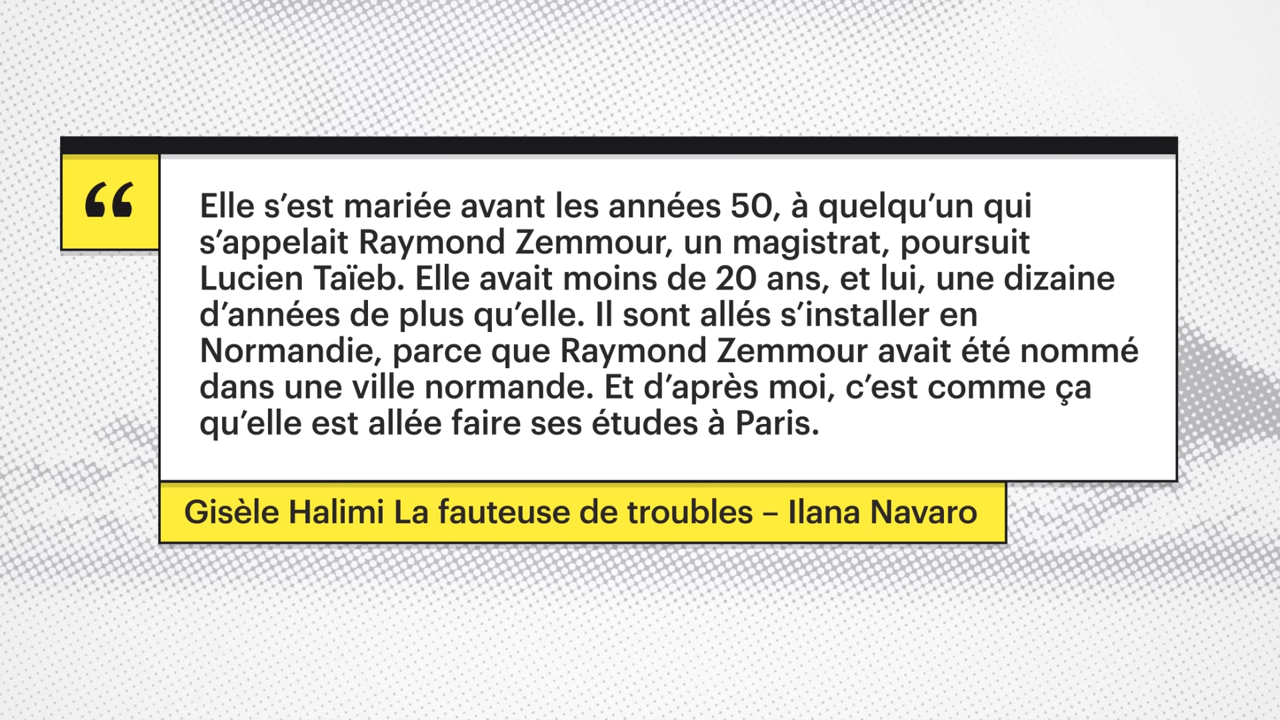 “
Elle s’est mariée avant les années 50, à quelqu’un qui
s’appelait Raymond Zemmour, un magistrat, poursuit
Lucien Taïeb. Elle avait moins de 20 ans, et lui, une dizaine
d’années de plus qu’elle. Il sont allés s’installer en
Normandie, parce que Raymond Zemmour avait été nommé
dans une ville normande. Et d’après moi, c’est comme ça
qu’elle est allée faire ses études à Paris.
Gisèle Halimi La fauteuse de troubles – Ilana Navaro